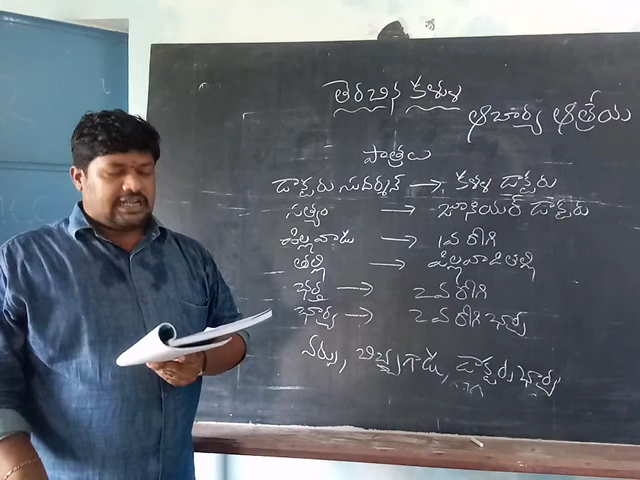 తెరచిన కళ్ళు
ఆచార్య ఆత్రేయ
పాత్రలు
డాక్టరు సుదర్శన్ → కళ్ళ డాక్టరు
సత్యం → జూనియర్ డాక్టరు
పిల్లవాడు → 1వ రోగి
తల్లి → పిల్లవాని తల్లి
భర్త → 2వ రోగి
భార్య → 2వ రోగి భార్య
నర్సు, బిచ్చగాడు, డాక్టర్ భార్య